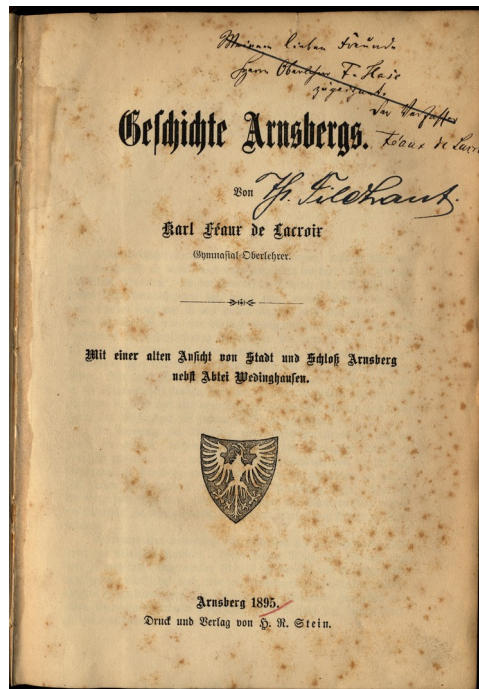 Meinem lieben Freunde
Herrn Oberlehrer F. Hase
zugeeignet.
Der Verfasser
Féaux de Lacroix
Geſchichte Arnsbergs.
Von
Th.
Karl Féaux de Lacroix
Gymnaſial-Oberlehrer.
Mit einer alten Anſicht von Stadt und Schloß Arnsberg
nebſt Abtei Wedinghauſen.
Arnsberg 1895.
Druck und Verlag von H. R. Stein.